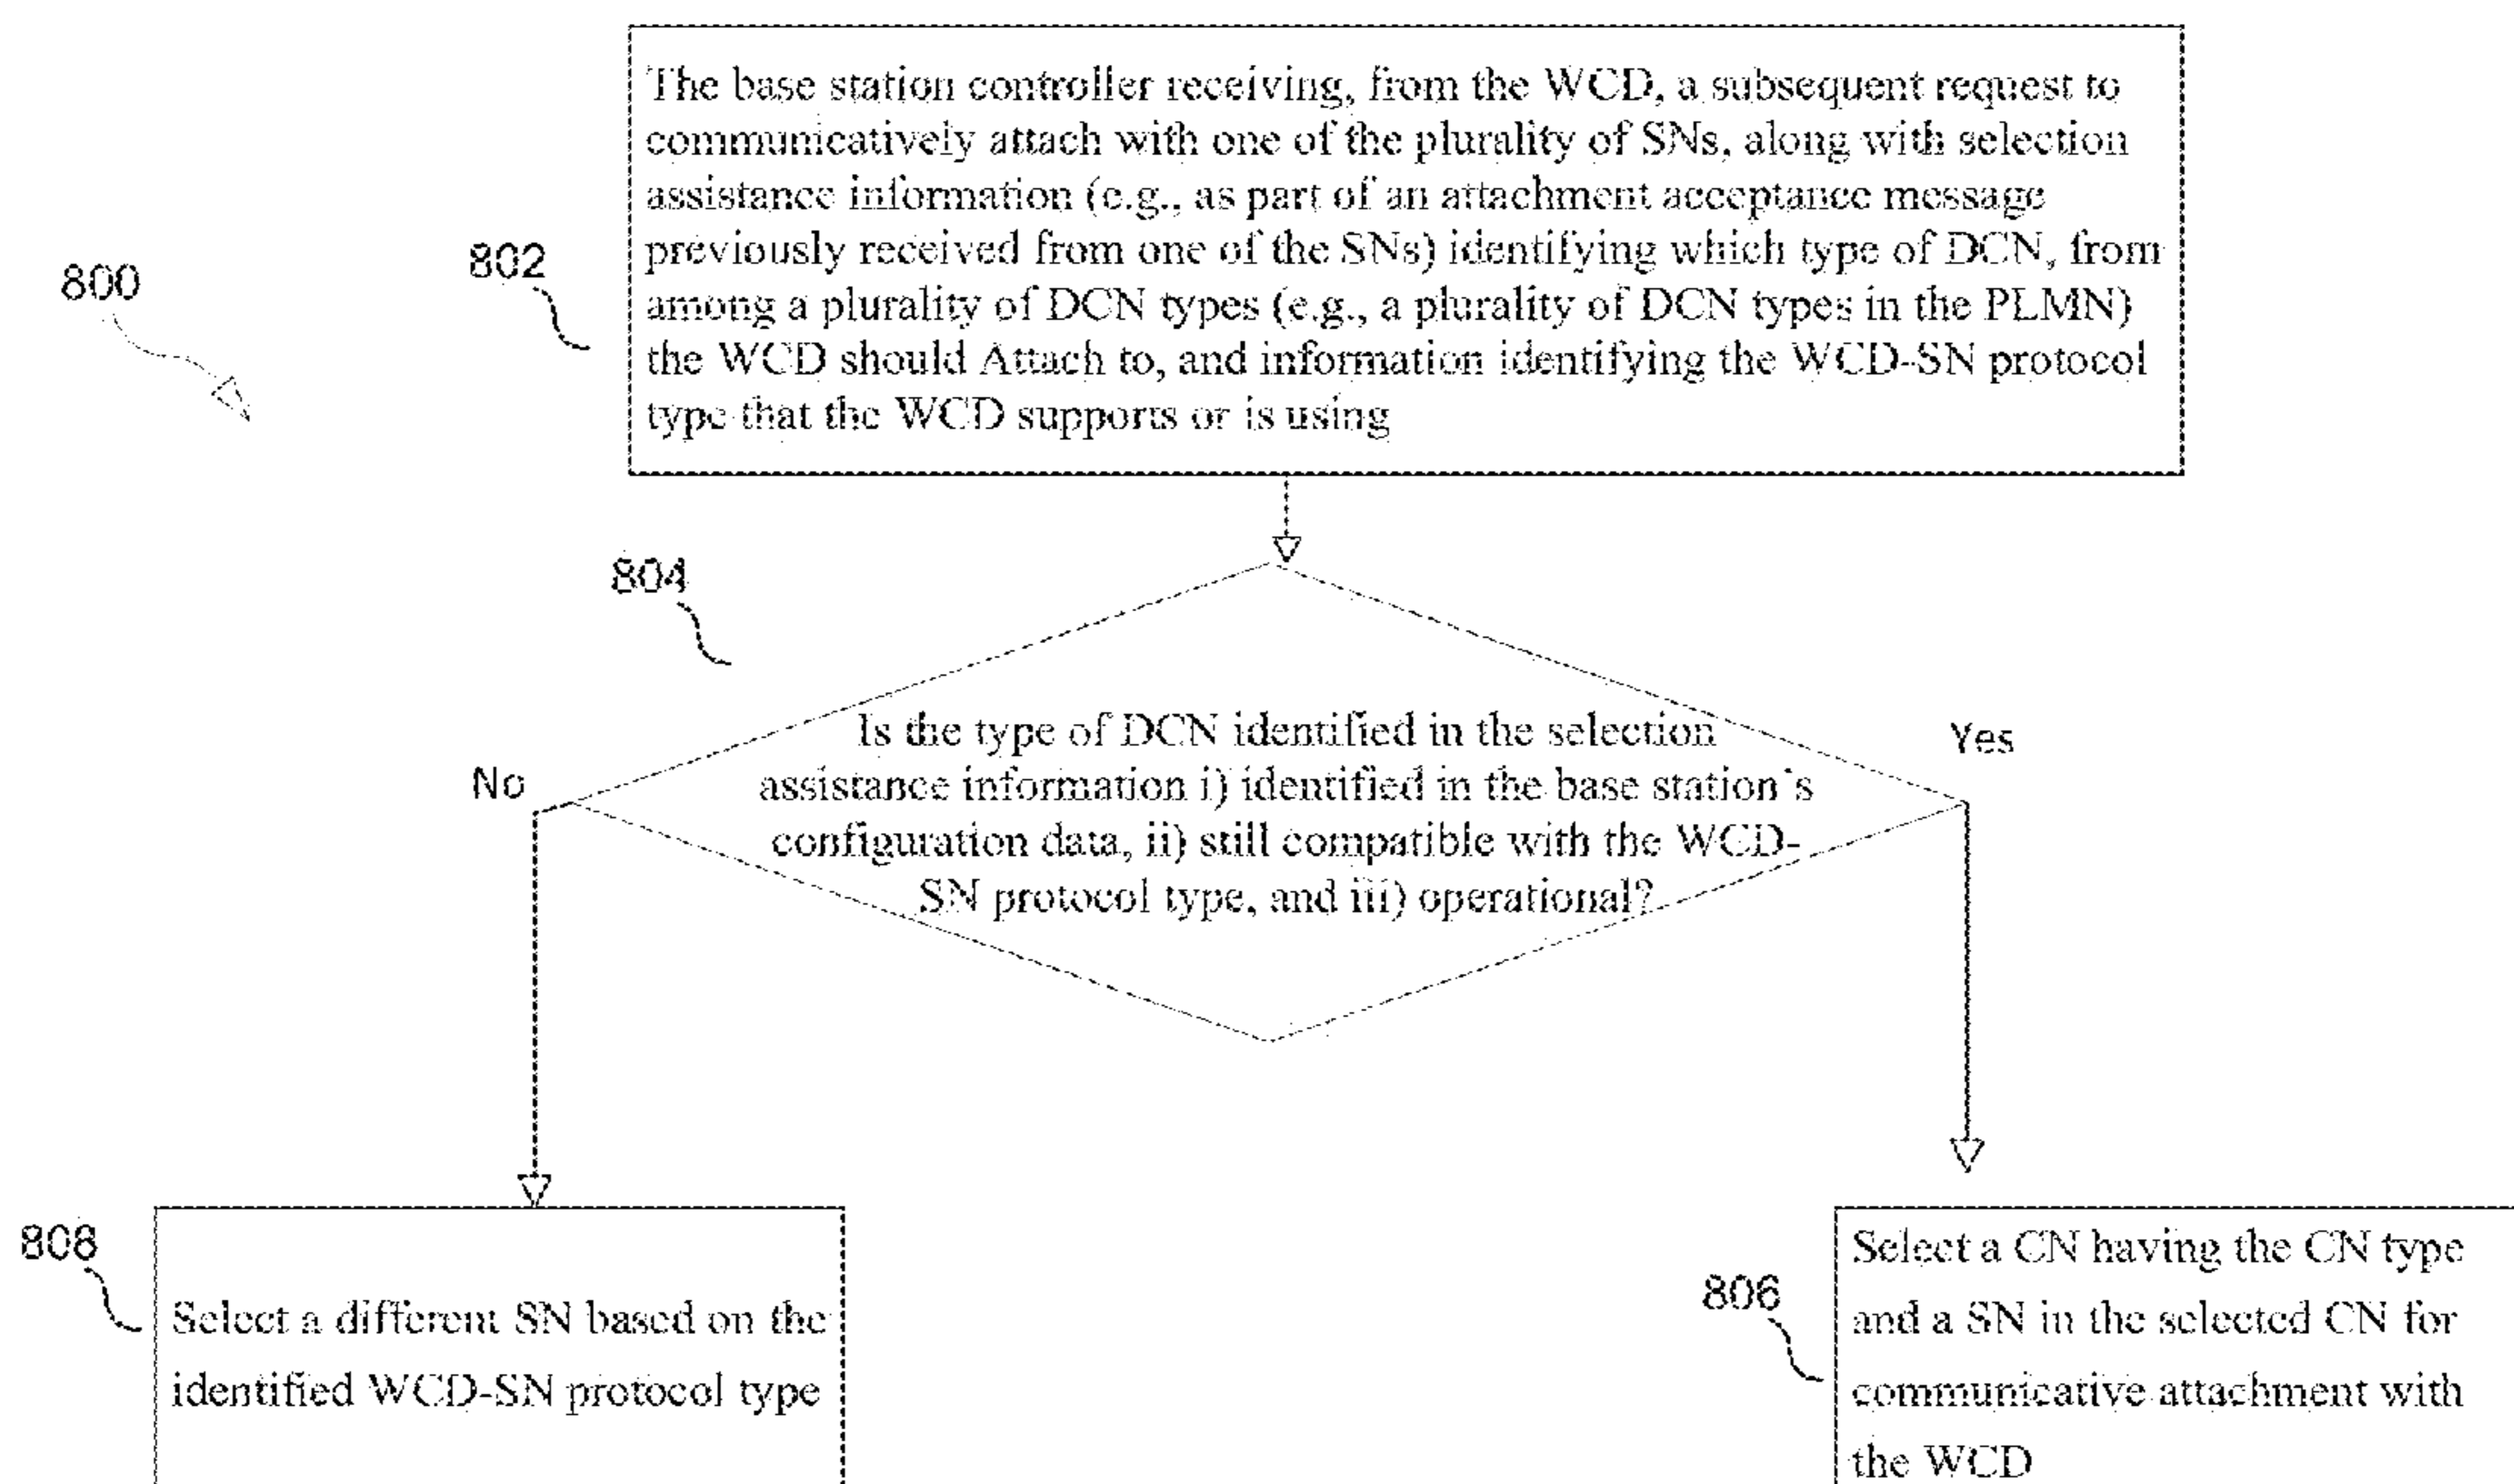 The base station controller receiving, from the WCD, a subsequent request to
communicatively attach with one of the plurality of SNs, along with selection
assistance information (e.g., as part of an attachment acceptance message
previously received from one of the SNs) identifying which type of DCN, from
among a plurality of DCN types (e.g., a plurality of DCN types in the PLMN)
the WCD should Attach to, and information identifying the WCD-SN protocol
type that the WCD supports or is using
800
802
804
Is the type of DCN identified in the selection
assistance information i) identified in the base station's
configuration data, ii) still compatible with the WCD-
SN protocol type, and iii) operational?
No
Yes
808
Select a different SN based on the
identified WCD-SN protocol type
806
Select a CN having the CN type
and a SN in the selected CN for
communicative attachment with
the WCD